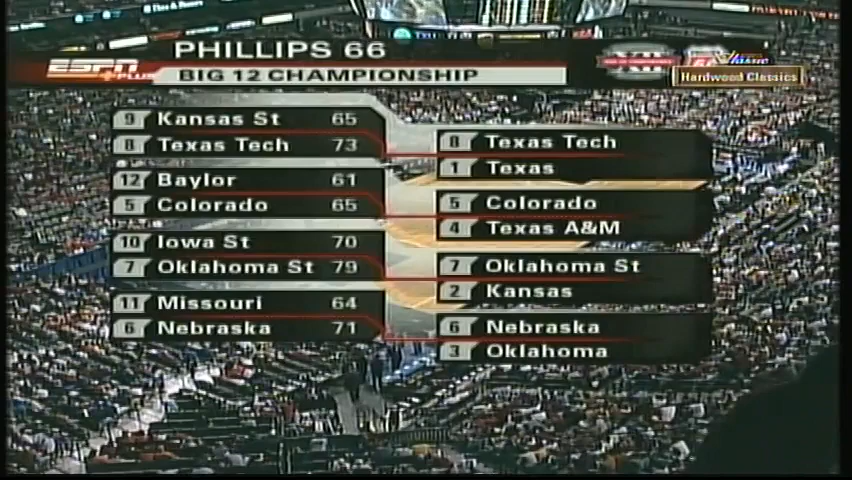 PHILLIPS 66
ESPN
PLUS
BIG 12 CHAMPIONSHIP
Hardwood Classics
9 Kansas St 65
8 Texas Tech 73
12 Baylor 61
5 Colorado 65
10 Iowa St 70
7 Oklahoma St 79
11 Missouri 64
6 Nebraska 71
8 Texas Tech
1 Texas
5 Colorado
4 Texas A&M
7 Oklahoma St
2 Kansas
6 Nebraska
3 Oklahoma